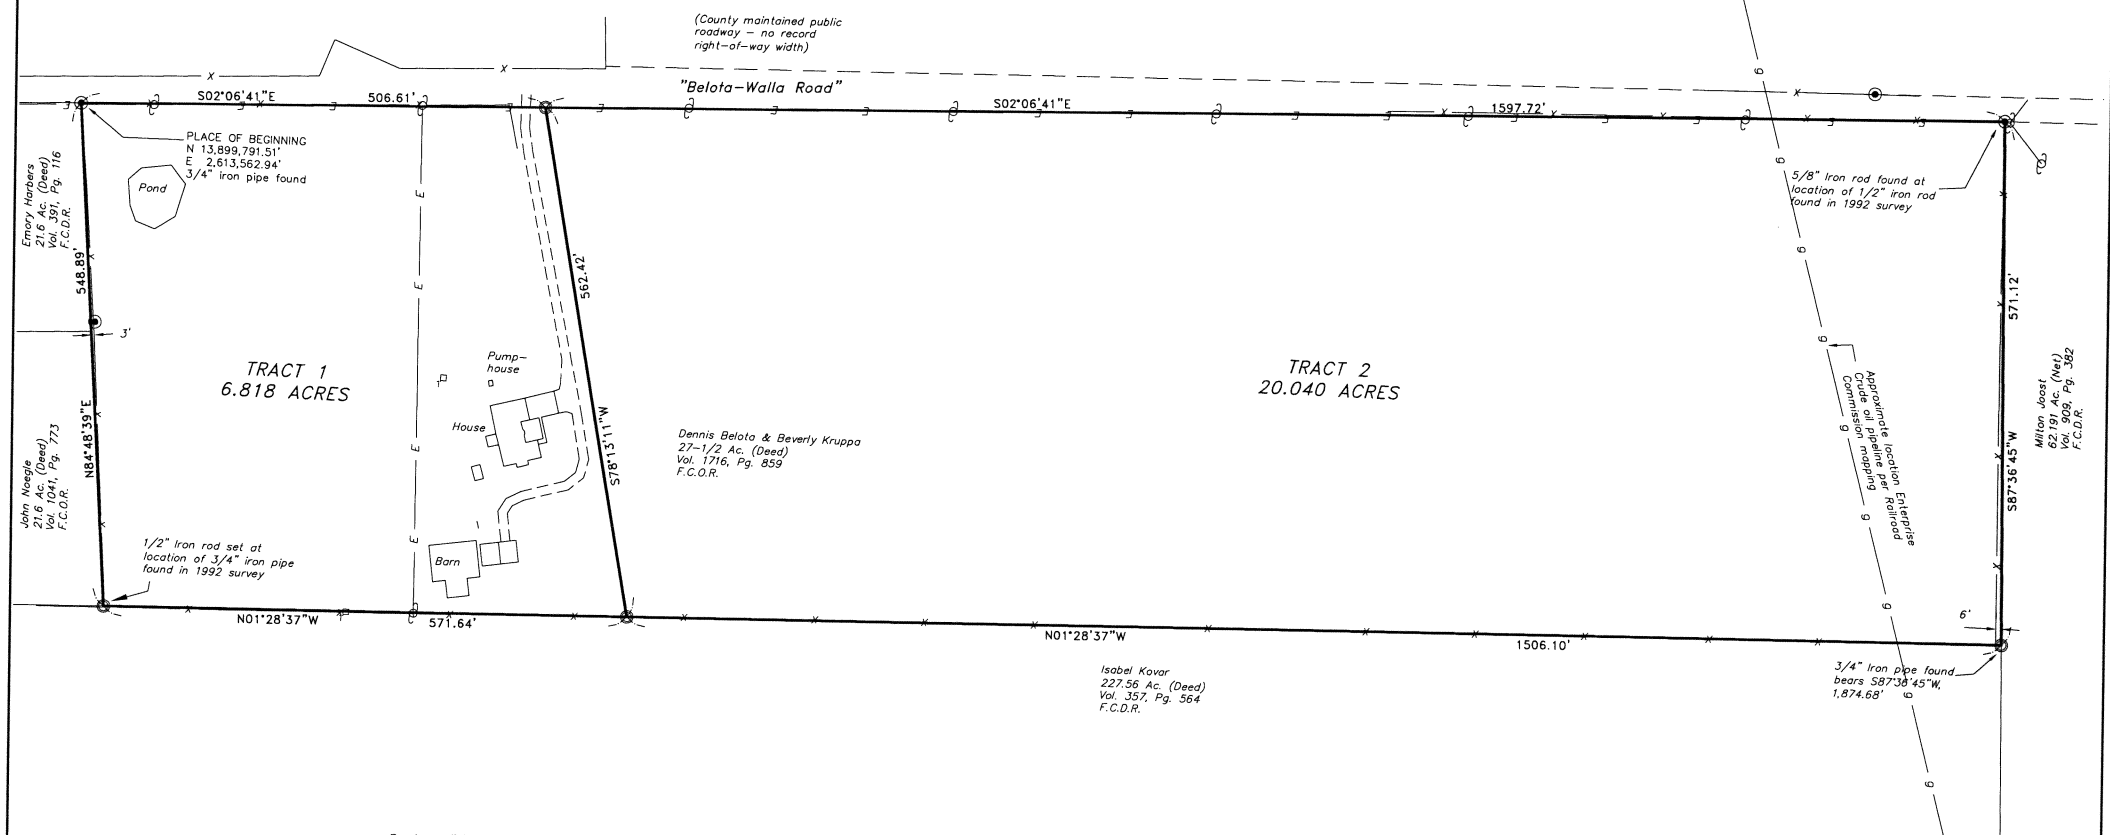 (County maintained public
roadway - no record
right-of-way width)
"Belota-Walla Road"
S02°06'41"E
506.61'
S02°06'41"E
1597.72'
PLACE OF BEGINNING
N 13,899,791.51'
E 2,613,562.94'
3/4" iron pipe found
Pond
Emory Harbers
21.6 Ac. (Deed)
Vol. 391, Pg. 116
F.C.D.R.
548.89'
3'
N84°48'39"E
John Noegle
21.6 Ac. (Deed)
Vol. 1041, Pg. 773
F.C.O.R.
TRACT 1
6.818 ACRES
Pump-
house
House
Barn
1/2" Iron rod set at
location of 3/4" iron pipe
found in 1992 survey
N01°28'37"W
571.64'
562.42'
S78°13'11"W
Dennis Belota & Beverly Kruppa
27-1/2 Ac. (Deed)
Vol. 1716, Pg. 859
F.C.O.R.
TRACT 2
20.040 ACRES
5/8" Iron rod found at
location of 1/2" iron rod
found in 1992 survey
Approximate location Enterprise
Crude oil pipeline per Railroad
Commission mapping
571.12'
S87°36'45"W
Milton Joost
62.191 Ac. (Net)
Vol. 909, Pg. 382
F.C.D.R.
6'
N01°28'37"W
1506.10'
Isabel Kovar
227.56 Ac. (Deed)
Vol. 357, Pg. 564
F.C.D.R.
3/4" Iron pipe found
bears S87°36'45"W,
1,874.68'